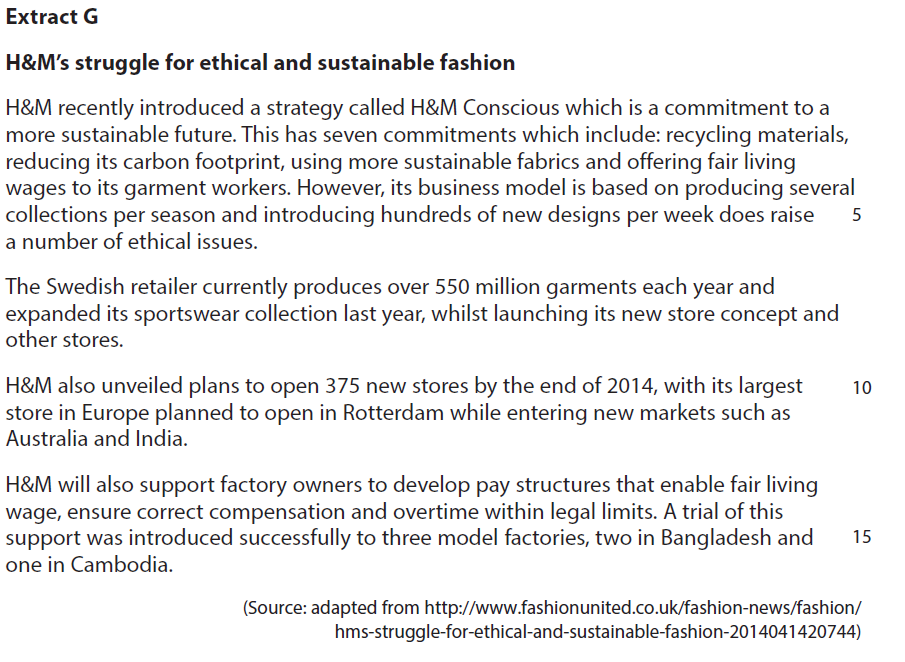 Extract G
H&M's struggle for ethical and sustainable fashion
H&M recently introduced a strategy called H&M Conscious which is a commitment to a
more sustainable future. This has seven commitments which include: recycling materials,
reducing its carbon footprint, using more sustainable fabrics and offering fair living
wages to its garment workers. However, its business model is based on producing several
collections per season and introducing hundreds of new designs per week does raise 5
a number of ethical issues.
The Swedish retailer currently produces over 550 million garments each year and
expanded its sportswear collection last year, whilst launching its new store concept and
other stores.
H&M also unveiled plans to open 375 new stores by the end of 2014, with its largest 10
store in Europe planned to open in Rotterdam while entering new markets such as
Australia and India.
H&M will also support factory owners to develop pay structures that enable fair living
wage, ensure correct compensation and overtime within legal limits. A trial of this
support was introduced successfully to three model factories, two in Bangladesh and 15
one in Cambodia.
(Source: adapted from http://www.fashionunited.co.uk/fashion-news/fashion/
hms-struggle-for-ethical-and-sustainable-fashion-2014041420744)